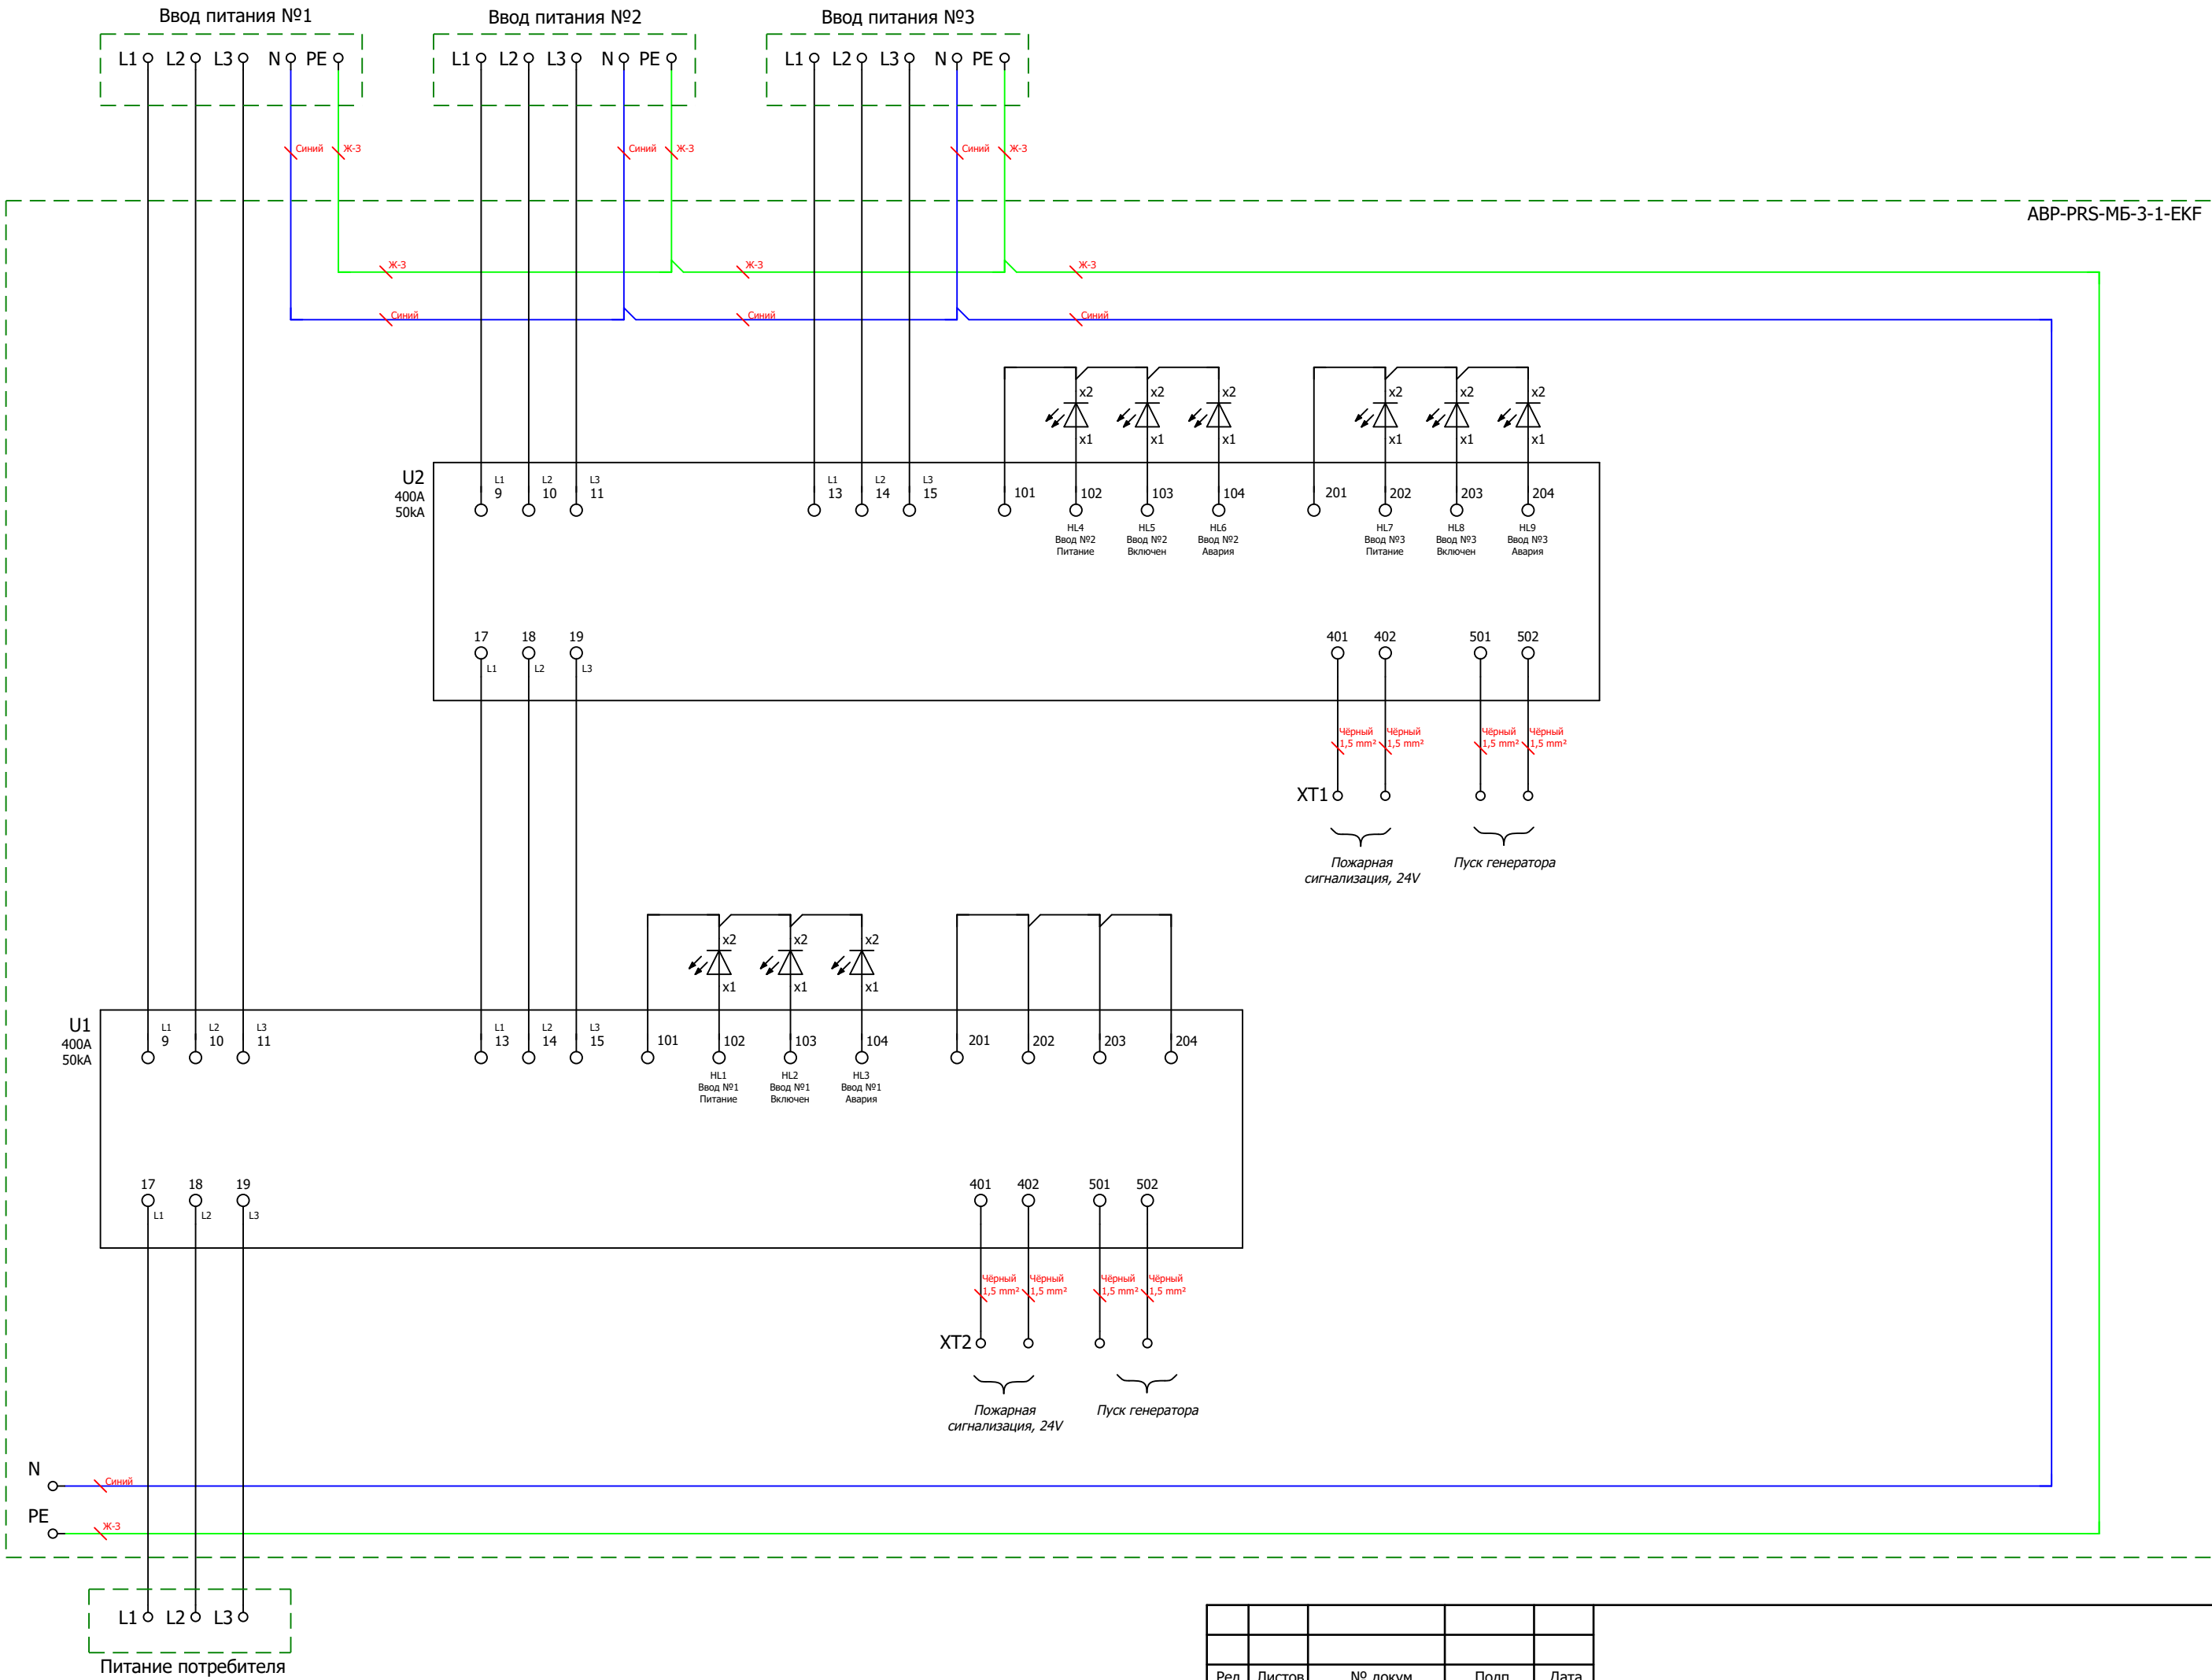 Ввод питания №1
Ввод питания №2
Ввод питания №3
L1 L2 L3 N PE
L1 L2 L3 N PE
L1 L2 L3 N PE
Синий Ж-З
Синий Ж-З
Синий Ж-З
АВР-PRS-МБ-3-1-EKF
Ж-З Ж-З Ж-З
Синий Синий Синий
x2 x2 x2 x2 x2 x2
x1 x1 x1 x1 x1 x1
U2
400A
50kA
L1 L2 L3 L1 L2 L3
9 10 11 13 14 15 101 102 103 104 201 202 203 204
HL4
Ввод №2
Питание
HL5
Ввод №2
Включен
HL6
Ввод №2
Авария
HL7
Ввод №3
Питание
HL8
Ввод №3
Включен
HL9
Ввод №3
Авария
17 18 19 401 402 501 502
L1 L2 L3
Чёрный Чёрный Чёрный Чёрный
1,5 mm² 1,5 mm² 1,5 mm² 1,5 mm²
XT1
Пожарная
сигнализация, 24V
Пуск генератора
x2 x2 x2
x1 x1 x1
U1
400A
50kA
L1 L2 L3 L1 L2 L3
9 10 11 13 14 15 101 102 103 104 201 202 203 204
HL1
Ввод №1
Питание
HL2
Ввод №1
Включен
HL3
Ввод №1
Авария
17 18 19 401 402 501 502
L1 L2 L3
Чёрный Чёрный Чёрный Чёрный
1,5 mm² 1,5 mm² 1,5 mm² 1,5 mm²
XT2
Пожарная
сигнализация, 24V
Пуск генератора
N
Синий
PE
Ж-З
L1 L2 L3
Питание потребителя
Ред. Листов № докум. Подп. Дата